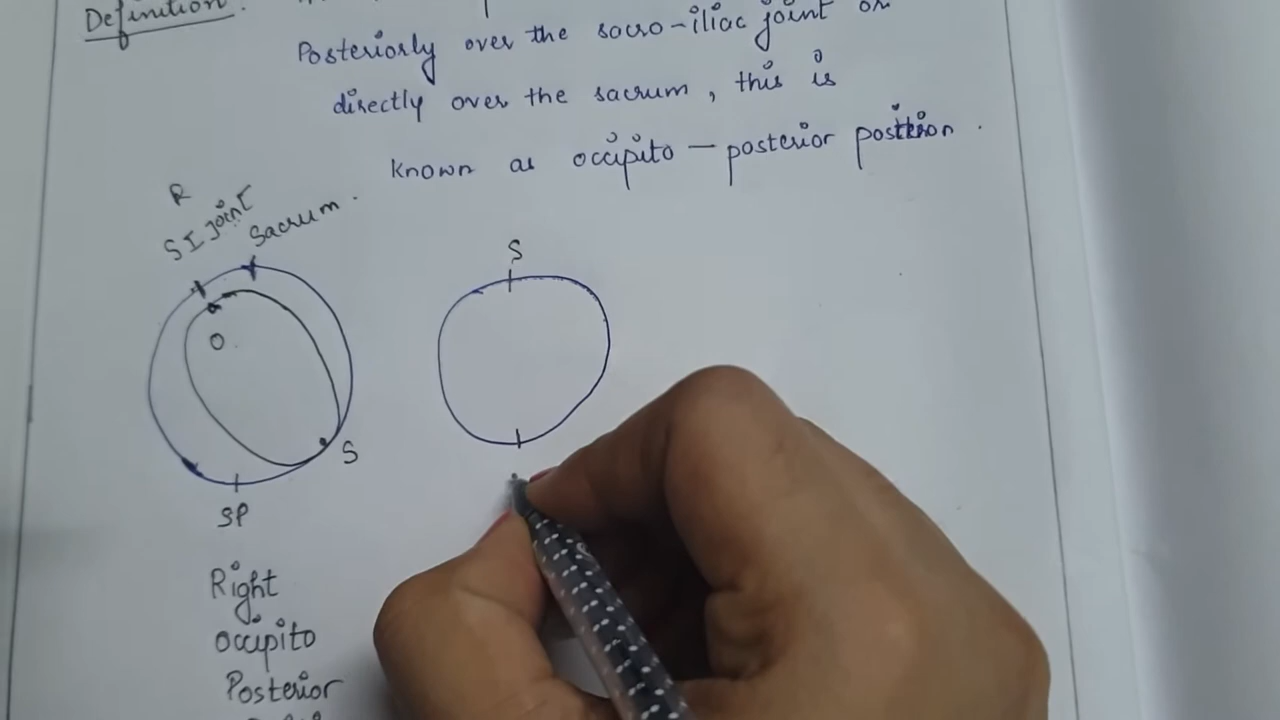 Definition :
Posteriorly over the sacro-iliac joint or
directly over the sacrum, this is
known as occipito - posterior position .
R
SI joint
Sacrum .
S
O
S
SP
Right
occipito
Posterior